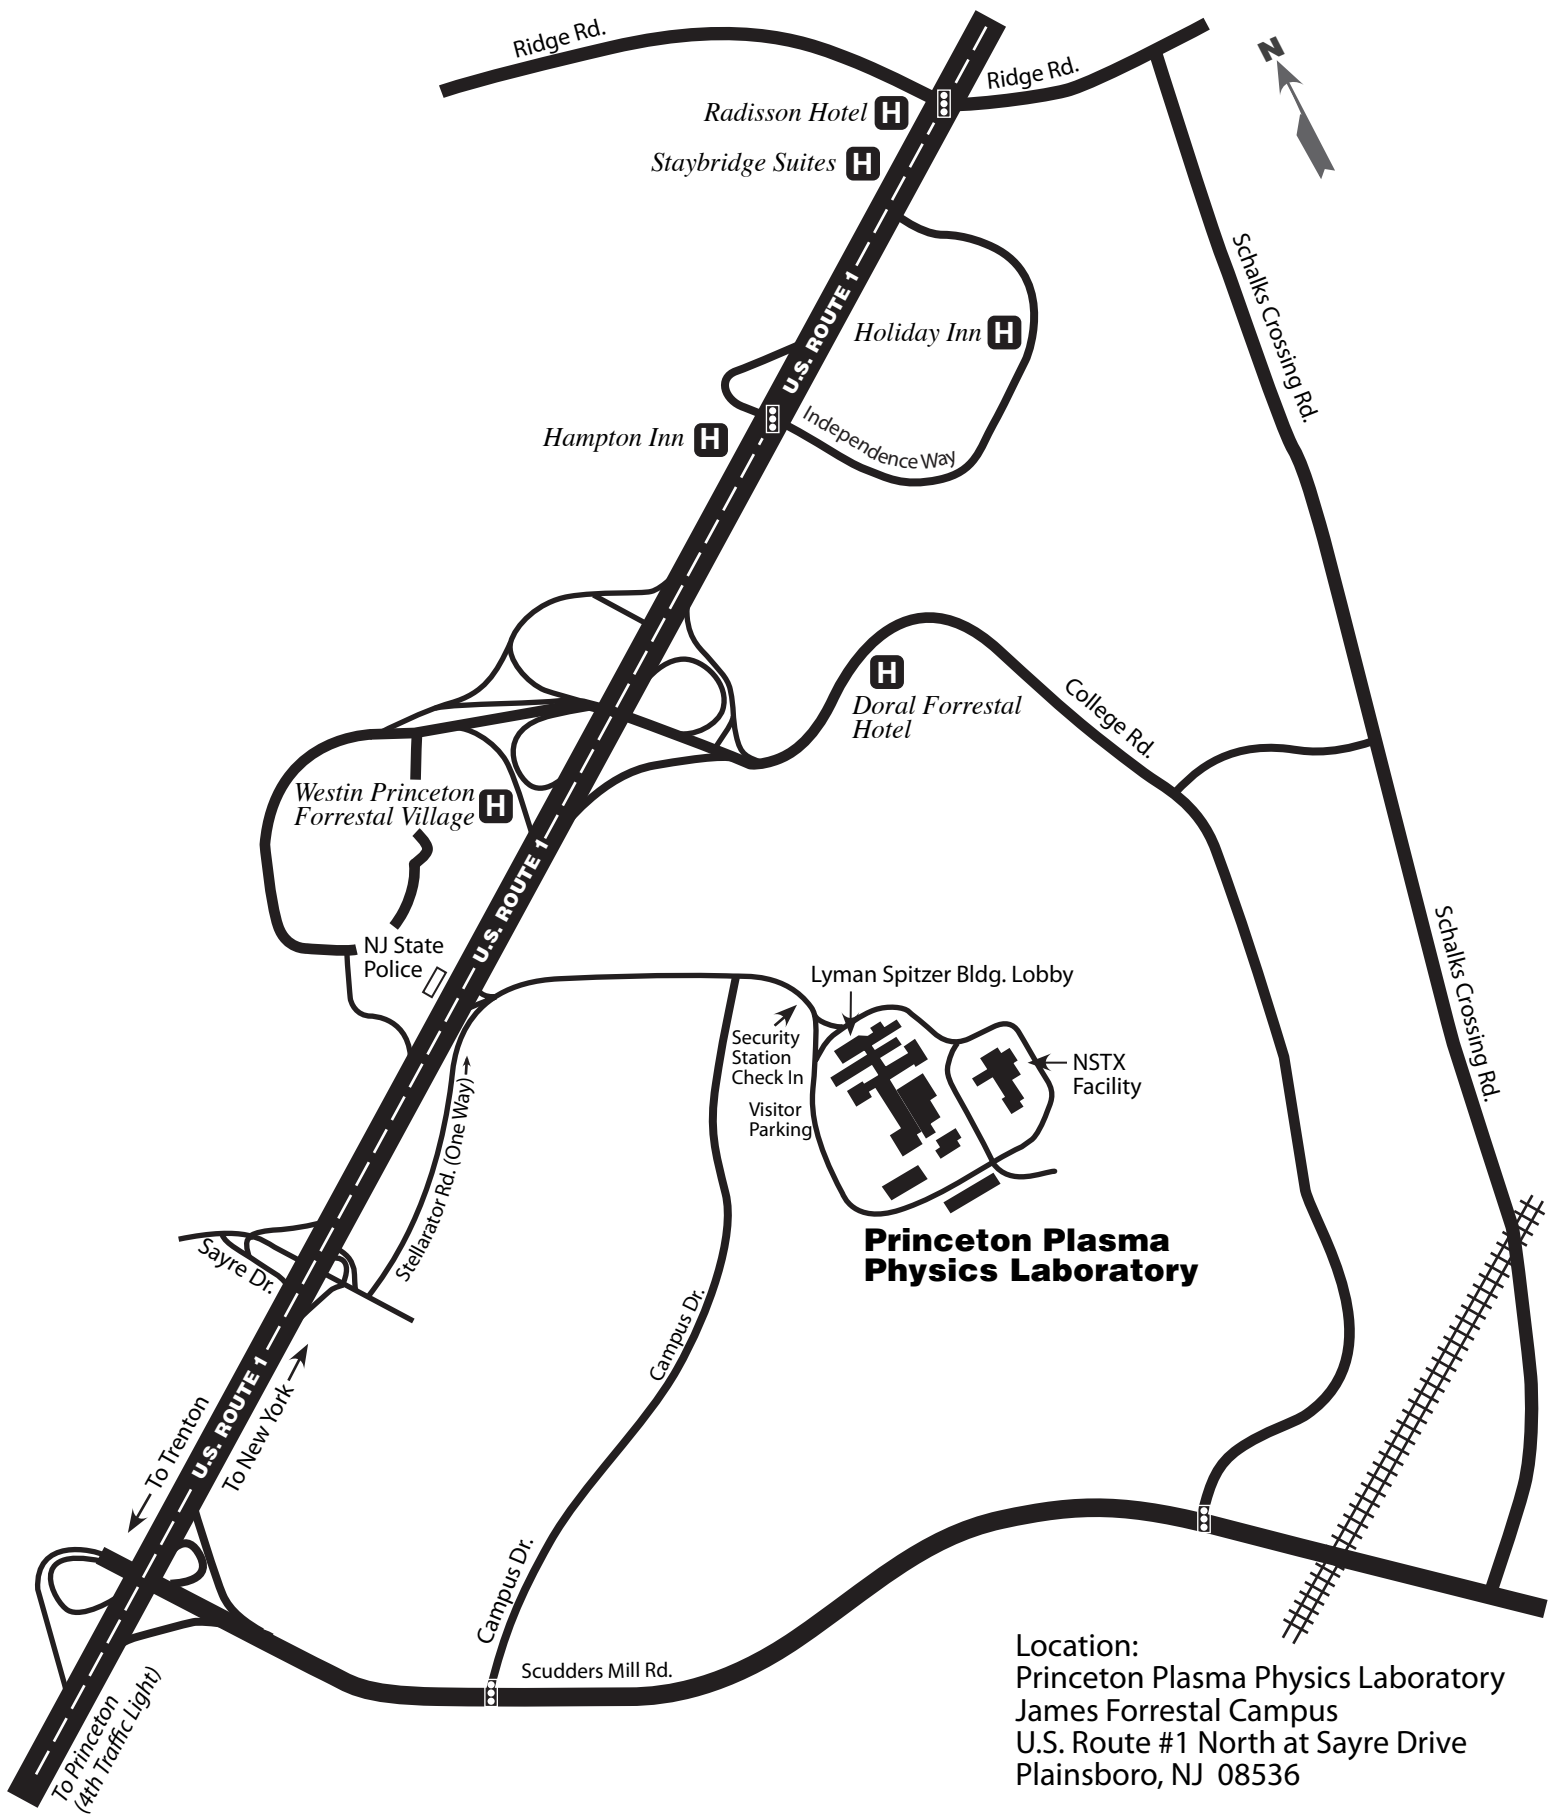 Ridge Rd.
N
Ridge Rd.
Radisson Hotel H
Staybridge Suites H
Schalks Crossing Rd.
U.S. ROUTE 1
Holiday Inn H
Hampton Inn H
Independence Way
H
Doral Forrestal
Hotel
College Rd.
Westin Princeton
Forrestal Village H
U.S. ROUTE 1
NJ State
Police
Schalks Crossing Rd.
Lyman Spitzer Bldg. Lobby
Security
Station
Check In
NSTX
Facility
Visitor
Parking
Stellarator Rd. (One Way)
Sayre Dr.
Princeton Plasma
Physics Laboratory
Campus Dr.
U.S. ROUTE 1
To Trenton
To New York
Campus Dr.
Scudders Mill Rd.
To Princeton
(4th Traffic Light)
Location:
Princeton Plasma Physics Laboratory
James Forrestal Campus
U.S. Route #1 North at Sayre Drive
Plainsboro, NJ  08536